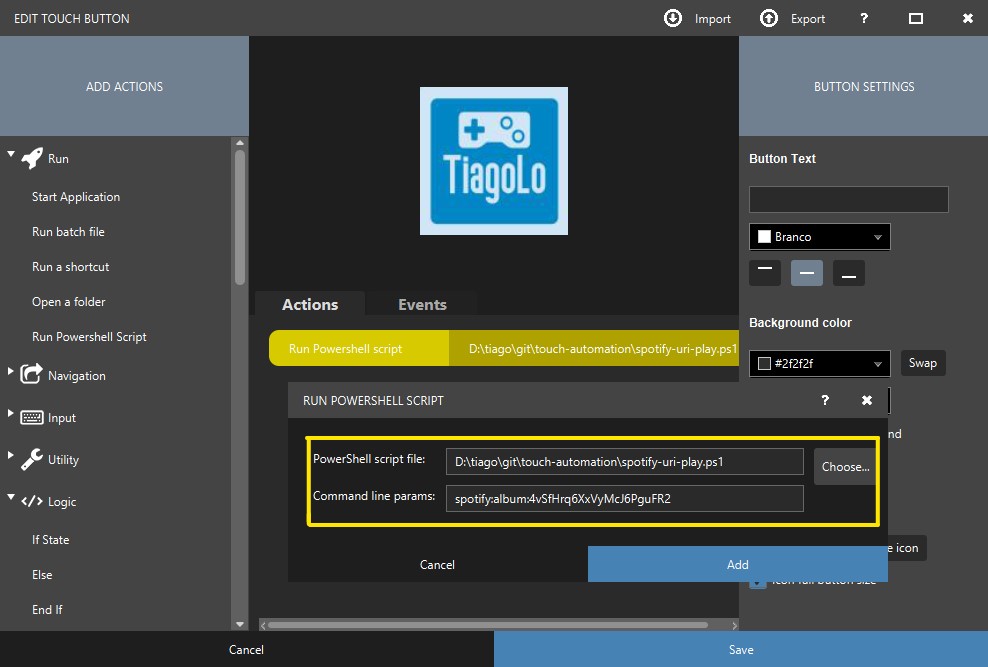 EDIT TOUCH BUTTON
Import
Export
?
ADD ACTIONS
BUTTON SETTINGS
Run
Start Application
Run batch file
Run a shortcut
Open a folder
Run Powershell Script
Navigation
Input
Utility
Logic
If State
Else
End If
TiagoLo
Actions
Events
Run Powershell script
D:\tiago\git\touch-automation\spotify-uri-play.ps1
Button Text
Branco
Background color
#2f2f2f
Swap
nd
e icon
RUN POWERSHELL SCRIPT
?
PowerShell script file:
D:\tiago\git\touch-automation\spotify-uri-play.ps1
Choose...
Command line params:
spotify:album:4vSfHrq6XxVyMcJ6PguFR2
Cancel
Add
Icon full button size
Cancel
Save